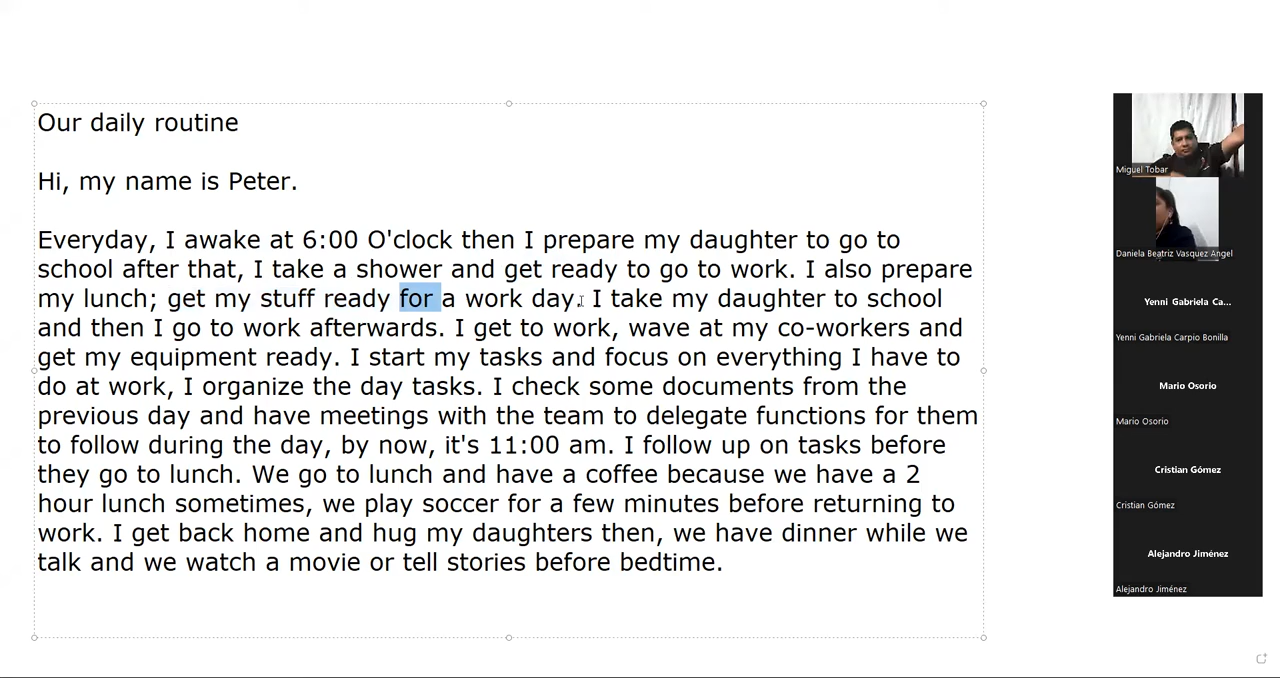 Our daily routine
Hi, my name is Peter.
Everyday, I awake at 6:00 O'clock then I prepare my daughter to go to
school after that, I take a shower and get ready to go to work. I also prepare
my lunch; get my stuff ready for a work day. I take my daughter to school
and then I go to work afterwards. I get to work, wave at my co-workers and
get my equipment ready. I start my tasks and focus on everything I have to
do at work, I organize the day tasks. I check some documents from the
previous day and have meetings with the team to delegate functions for them
to follow during the day, by now, it's 11:00 am. I follow up on tasks before
they go to lunch. We go to lunch and have a coffee because we have a 2
hour lunch sometimes, we play soccer for a few minutes before returning to
work. I get back home and hug my daughters then, we have dinner while we
talk and we watch a movie or tell stories before bedtime.
Miguel Tobar
Daniela Beatriz Vasquez Angel
Yenni Gabriela Ca...
Yenni Gabriela Carpio Bonilla
Mario Osorio
Mario Osorio
Cristian Gómez
Cristian Gómez
Alejandro Jiménez
Alejandro Jiménez